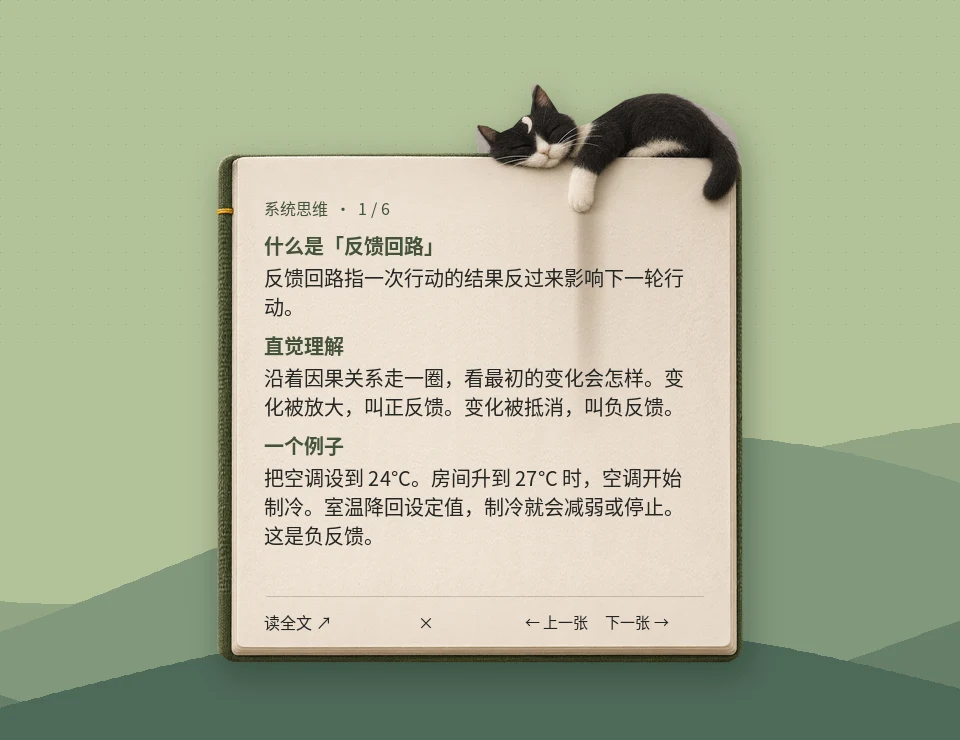 系统思维 · 1 / 6
什么是「反馈回路」
反馈回路指一次行动的结果反过来影响下一轮行
动。
直觉理解
沿着因果关系走一圈，看最初的变化会怎样。变
化被放大，叫正反馈。变化被抵消，叫负反馈。
一个例子
把空调设到 24°C。房间升到 27°C 时，空调开始
制冷。室温降回设定值，制冷就会减弱或停止。
这是负反馈。
读全文 ↗ × ← 上一张 下一张 →